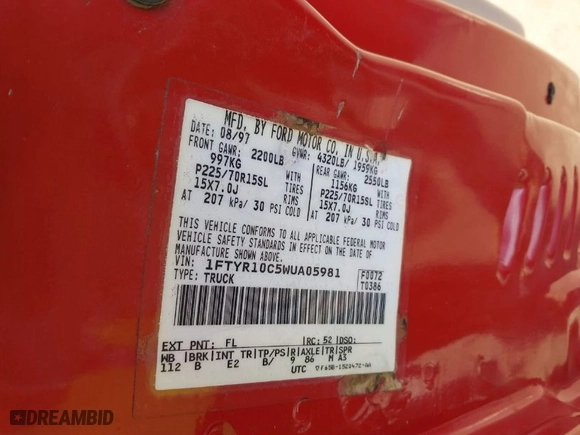 MFD. BY FORD MOTOR CO. IN U.S.A.
DATE: 08/97 GVWR: 4320LB/ 1959KG
FRONT GAWR: 2200LB REAR GAWR: 2550LB
997KG WITH 1156KG WITH
P225/70R15SL TIRES P225/70R15SL TIRES
15X7.0J RIMS 15X7.0J RIMS
AT 207 kPa/ 30 PSI COLD AT 207 kPa/ 30 PSI COLD
THIS VEHICLE CONFORMS TO ALL APPLICABLE FEDERAL MOTOR
VEHICLE SAFETY STANDARDS IN EFFECT ON THE DATE OF
MANUFACTURE SHOWN ABOVE.
VIN: 1FTYR10C5WUA05981 F0072
TYPE: TRUCK T0386
EXT PNT: FL RC: 52 DSO:
WB BRK INT TR TP/PS R AXLE TR SPR
112 B E2 B/ 9 86 M A3
UTC
DREAMBID